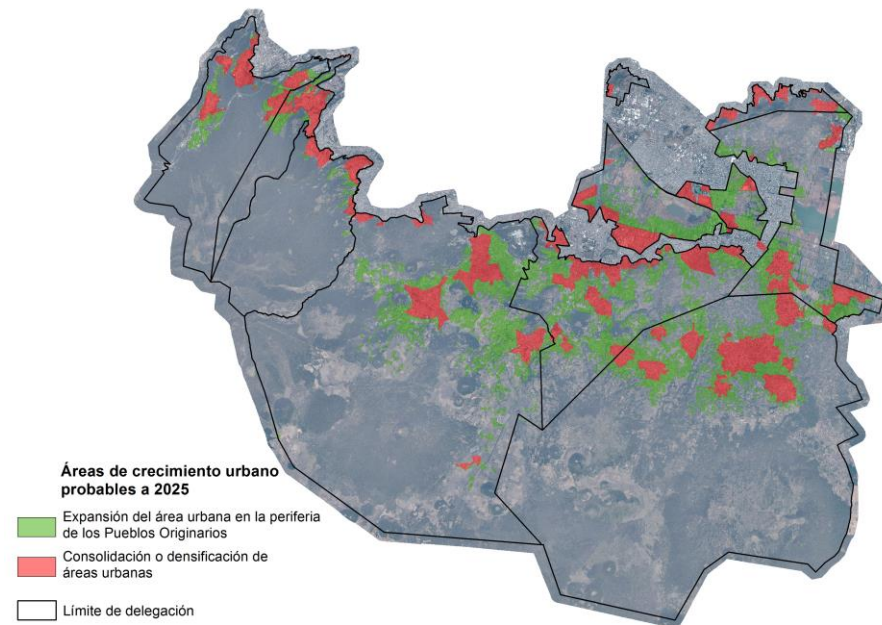 Áreas de crecimiento urbano
probables a 2025
Expansión del área urbana en la periferia
de los Pueblos Originarios
Consolidación o densificación de
áreas urbanas
Límite de delegación